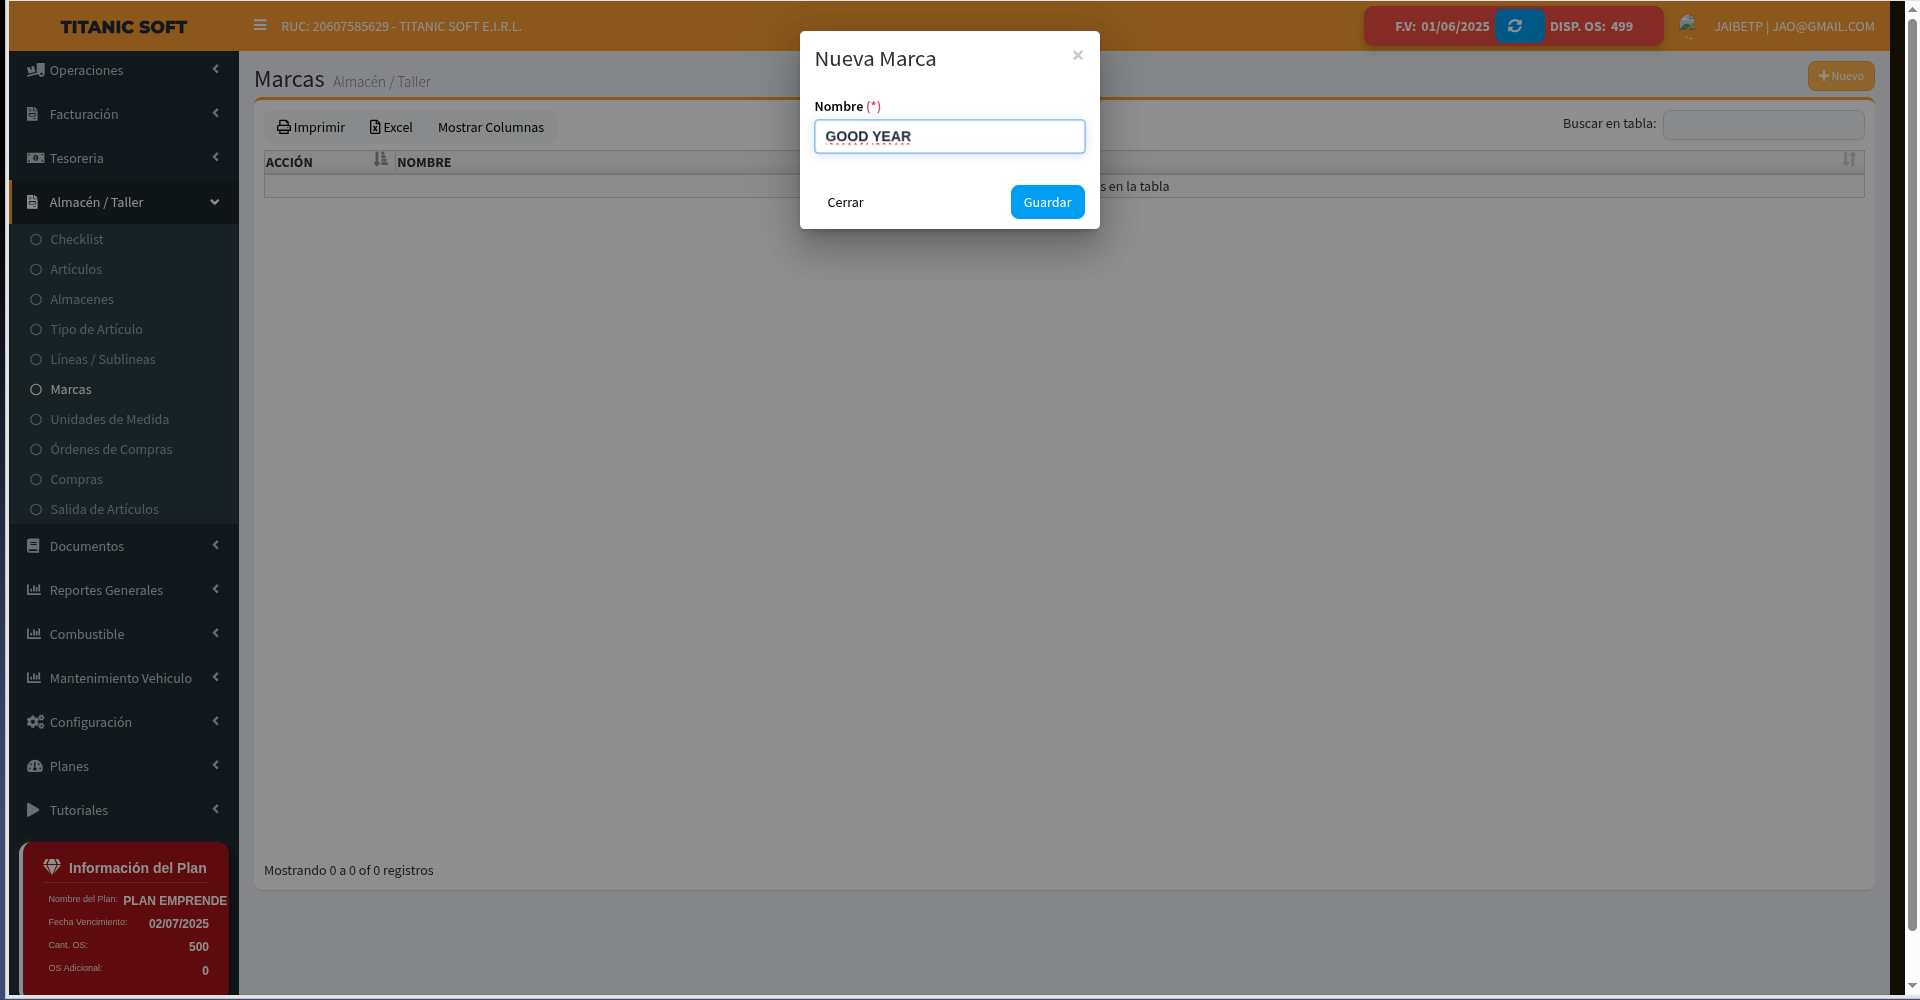 TITANIC SOFT
RUC: 20607585629 - TITANIC SOFT E.I.R.L.
F.V: 01/06/2025
DISP. OS: 499
JAIBETP | JAO@GMAIL.COM
Operaciones
Facturación
Tesoreria
Almacén / Taller
Checklist
Artículos
Almacenes
Tipo de Artículo
Líneas / Sublineas
Marcas
Unidades de Medida
Órdenes de Compras
Compras
Salida de Artículos
Documentos
Reportes Generales
Combustible
Mantenimiento Vehiculo
Configuración
Planes
Tutoriales
Información del Plan
Nombre del Plan: PLAN EMPRENDE
Fecha Vencimiento: 02/07/2025
Cant. OS: 500
OS Adicional: 0
Marcas Almacén / Taller
Nuevo
Imprimir
Excel
Mostrar Columnas
Buscar en tabla:
ACCIÓN
NOMBRE
s en la tabla
Mostrando 0 a 0 of 0 registros
Nueva Marca
×
Nombre (*)
GOOD YEAR
Cerrar
Guardar